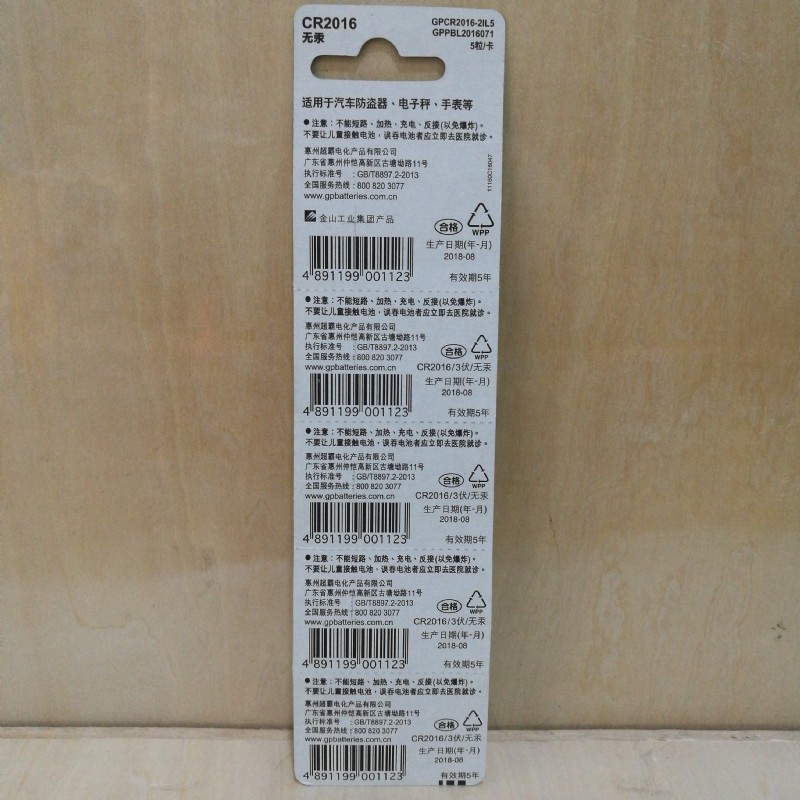 CR2016
无汞
GPCR2016-2IL5
GPPBL2016071
5粒/卡
适用于汽车防盗器、电子秤、手表等
●注意：不能短路、加热、充电、反接(以免爆炸)。
不要让儿童接触电池，误吞电池者应立即去医院就诊。
惠州超霸电化产品有限公司
广东省惠州仲恺高新区古塘坳路11号
执行标准号 : GB/T8897.2-2013
全国服务热线 : 800 820 3077
www.gpbatteries.com.cn
11160C16047
金山工业集团产品
合格
WPP
生产日期(年-月)
2018-08
4 891199 001123
有效期5年
●注意：不能短路、加热、充电、反接(以免爆炸)。
不要让儿童接触电池，误吞电池者应立即去医院就诊。
惠州超霸电化产品有限公司
广东省惠州仲恺高新区古塘坳路11号
执行标准号 : GB/T8897.2-2013
全国服务热线 : 800 820 3077
www.gpbatteries.com.cn
合格
WPP
CR2016/3伏/无汞
生产日期(年-月)
2018-08
4 891199 001123
有效期5年
●注意：不能短路、加热、充电、反接(以免爆炸)。
不要让儿童接触电池，误吞电池者应立即去医院就诊。
惠州超霸电化产品有限公司
广东省惠州仲恺高新区古塘坳路11号
执行标准号 : GB/T8897.2-2013
全国服务热线 : 800 820 3077
www.gpbatteries.com.cn
合格
WPP
CR2016/3伏/无汞
生产日期(年-月)
2018-08
4 891199 001123
有效期5年
●注意：不能短路、加热、充电、反接(以免爆炸)。
不要让儿童接触电池，误吞电池者应立即去医院就诊。
惠州超霸电化产品有限公司
广东省惠州仲恺高新区古塘坳路11号
执行标准号 : GB/T8897.2-2013
全国服务热线 : 800 820 3077
www.gpbatteries.com.cn
合格
WPP
CR2016/3伏/无汞
生产日期(年-月)
2018-08
4 891199 001123
有效期5年
●注意：不能短路、加热、充电、反接(以免爆炸)。
不要让儿童接触电池，误吞电池者应立即去医院就诊。
惠州超霸电化产品有限公司
广东省惠州仲恺高新区古塘坳路11号
执行标准号 : GB/T8897.2-2013
全国服务热线 : 800 820 3077
www.gpbatteries.com.cn
合格
WPP
CR2016/3伏/无汞
生产日期(年-月)
2018-08
4 891199 001123
有效期5年